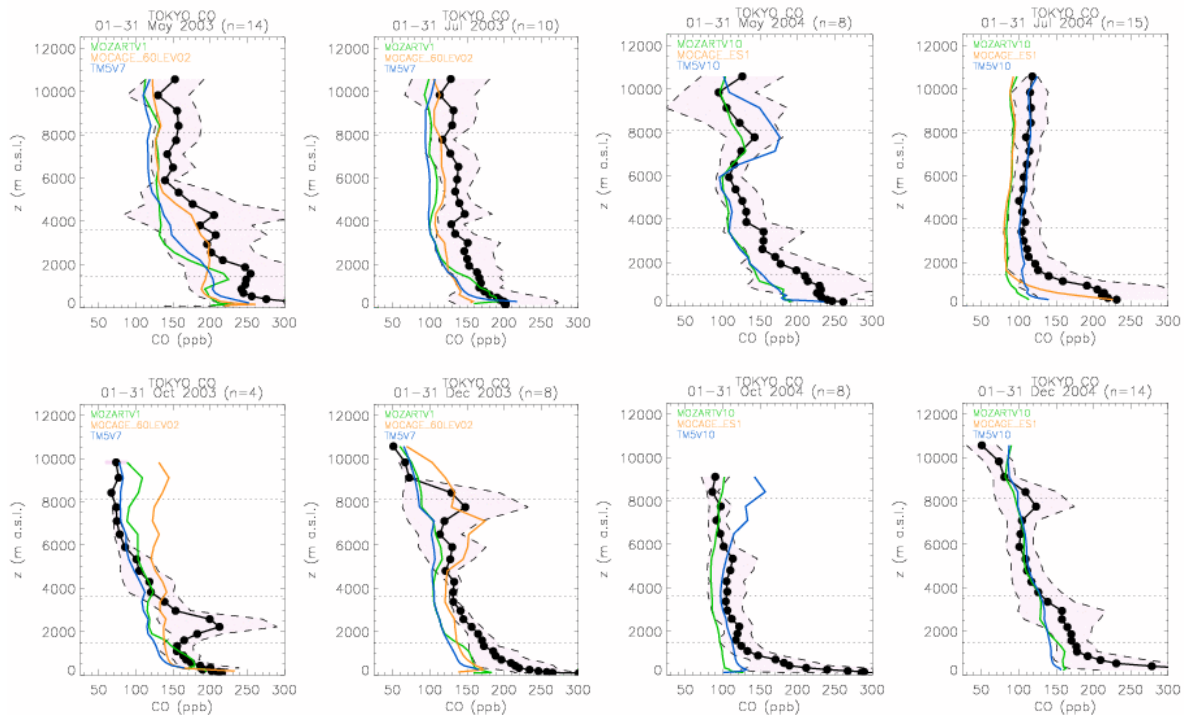 TOKYO CO
01-31 May 2003 (n=14)
12000
MOZARTV1
MOCAGE_60LEV02
TM5V7
10000
8000
6000
4000
2000
0
z (m a.s.l.)
50 100 150 200 250 300
CO (ppb)
TOKYO CO
01-31 Jul 2003 (n=10)
12000
MOZARTV1
MOCAGE_60LEV02
TM5V7
10000
8000
6000
4000
2000
0
z (m a.s.l.)
50 100 150 200 250 300
CO (ppb)
TOKYO CO
01-31 May 2004 (n=8)
12000
MOZARTV10
MOCAGE_ES1
TM5V10
10000
8000
6000
4000
2000
0
z (m a.s.l.)
50 100 150 200 250 300
CO (ppb)
TOKYO CO
01-31 Jul 2004 (n=15)
12000
MOZARTV10
MOCAGE_ES1
TM5V10
10000
8000
6000
4000
2000
0
z (m a.s.l.)
50 100 150 200 250 300
CO (ppb)
TOKYO CO
01-31 Oct 2003 (n=4)
12000
MOZARTV1
MOCAGE_60LEV02
TM5V7
10000
8000
6000
4000
2000
0
z (m a.s.l.)
50 100 150 200 250 300
CO (ppb)
TOKYO CO
01-31 Dec 2003 (n=8)
12000
MOZARTV1
MOCAGE_60LEV02
TM5V7
10000
8000
6000
4000
2000
0
z (m a.s.l.)
50 100 150 200 250 300
CO (ppb)
TOKYO CO
01-31 Oct 2004 (n=8)
12000
MOZARTV10
MOCAGE_ES1
TM5V10
10000
8000
6000
4000
2000
0
z (m a.s.l.)
50 100 150 200 250 300
CO (ppb)
TOKYO CO
01-31 Dec 2004 (n=14)
12000
MOZARTV10
MOCAGE_ES1
TM5V10
10000
8000
6000
4000
2000
0
z (m a.s.l.)
50 100 150 200 250 300
CO (ppb)